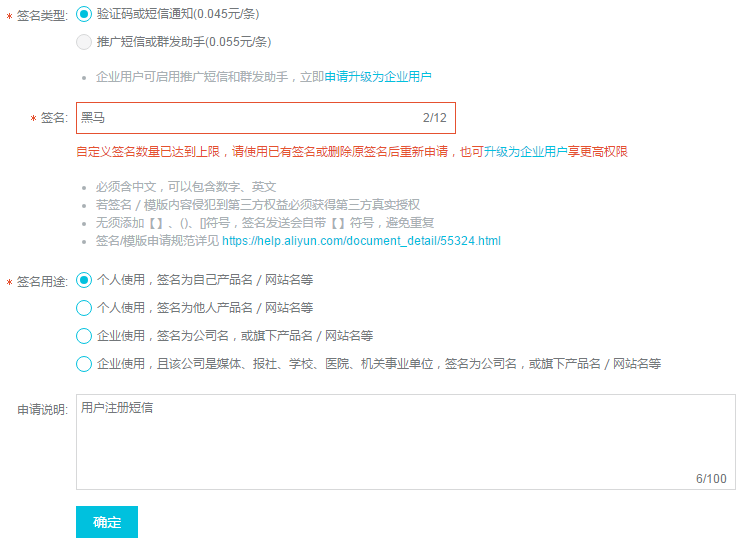 * 签名类型: 验证码或短信通知(0.045元/条)
推广短信或群发助手(0.055元/条)
企业用户可启用推广短信和群发助手，立即申请升级为企业用户
* 签名: 黑马 2/12
自定义签名数量已达到上限，请使用已有签名或删除原签名后重新申请，也可升级为企业用户享更高权限
必须含中文，可以包含数字、英文
若签名 / 模版内容侵犯到第三方权益必须获得第三方真实授权
无须添加【】、()、[]符号，签名发送会自带【】符号，避免重复
签名/模版申请规范详见 https://help.aliyun.com/document_detail/55324.html
* 签名用途: 个人使用，签名为自己产品名 / 网站名等
个人使用，签名为他人产品名 / 网站名等
企业使用，签名为公司名，或旗下产品名 / 网站名等
企业使用，且该公司是媒体、报社、学校、医院、机关事业单位，签名为公司名，或旗下产品名 / 网站名等
申请说明: 用户注册短信
6/100
确定